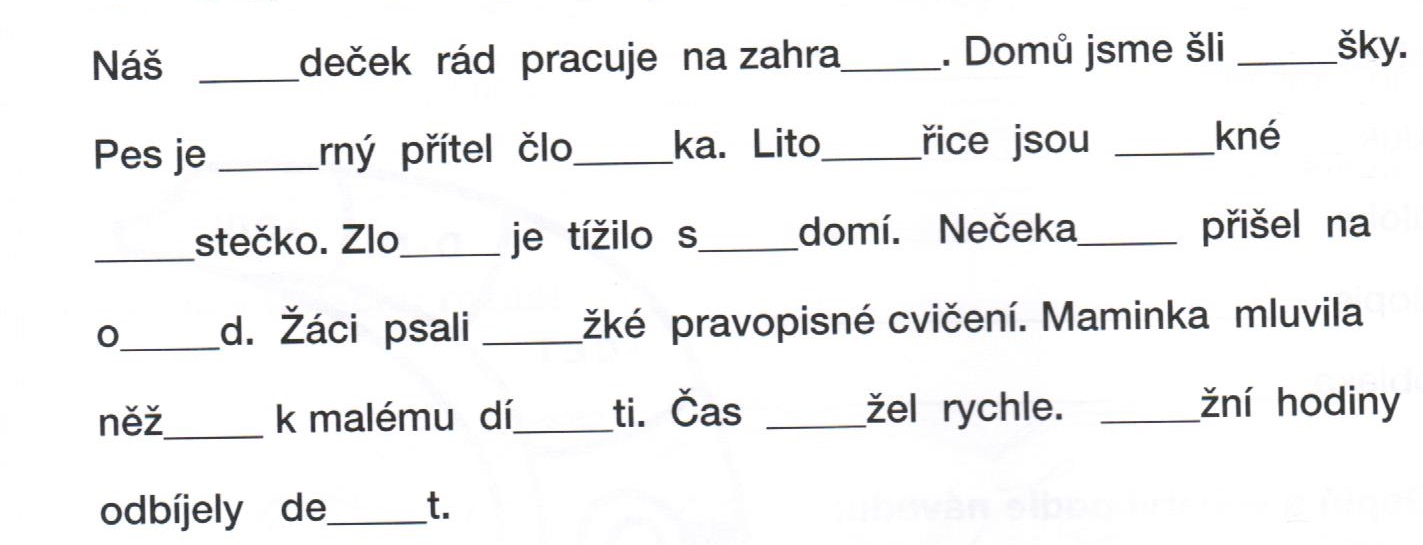 Náš _____deček rád pracuje na zahra_____. Domů jsme šli _____šky.
Pes je _____rný přítel člo_____ka. Lito_____řice jsou _____kné
_____stečko. Zlo_____ je tížilo s_____domí. Nečeka_____ přišel na
o_____d. Žáci psali _____žké pravopisné cvičení. Maminka mluvila
něž_____ k malému dí_____ti. Čas _____žel rychle. _____žní hodiny
odbíjely de_____t.